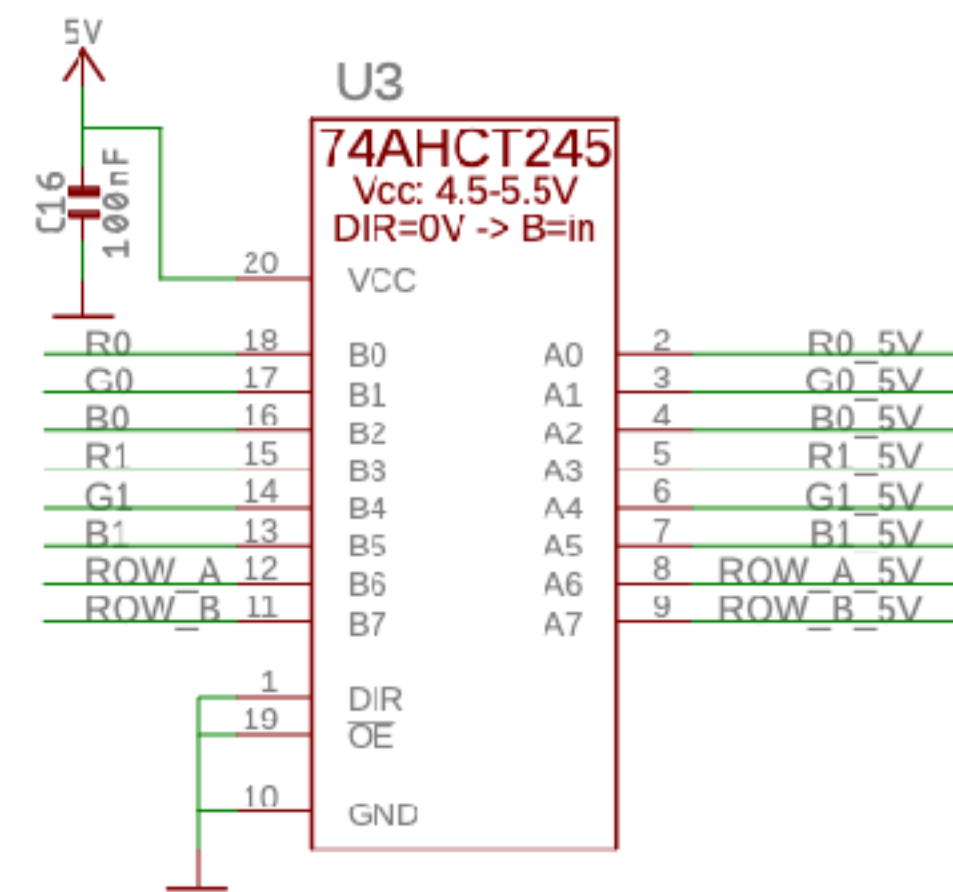 5V
U3
74AHCT245
Vcc: 4.5-5.5V
DIR=0V -> B=in
C16
100nF
20 VCC
R0 18 B0 A0 2 R0_5V
G0 17 B1 A1 3 G0_5V
B0 16 B2 A2 4 B0_5V
R1 15 B3 A3 5 R1_5V
G1 14 B4 A4 6 G1_5V
B1 13 B5 A5 7 B1_5V
ROW_A 12 B6 A6 8 ROW_A_5V
ROW_B 11 B7 A7 9 ROW_B_5V
1 DIR
19 OE
10 GND